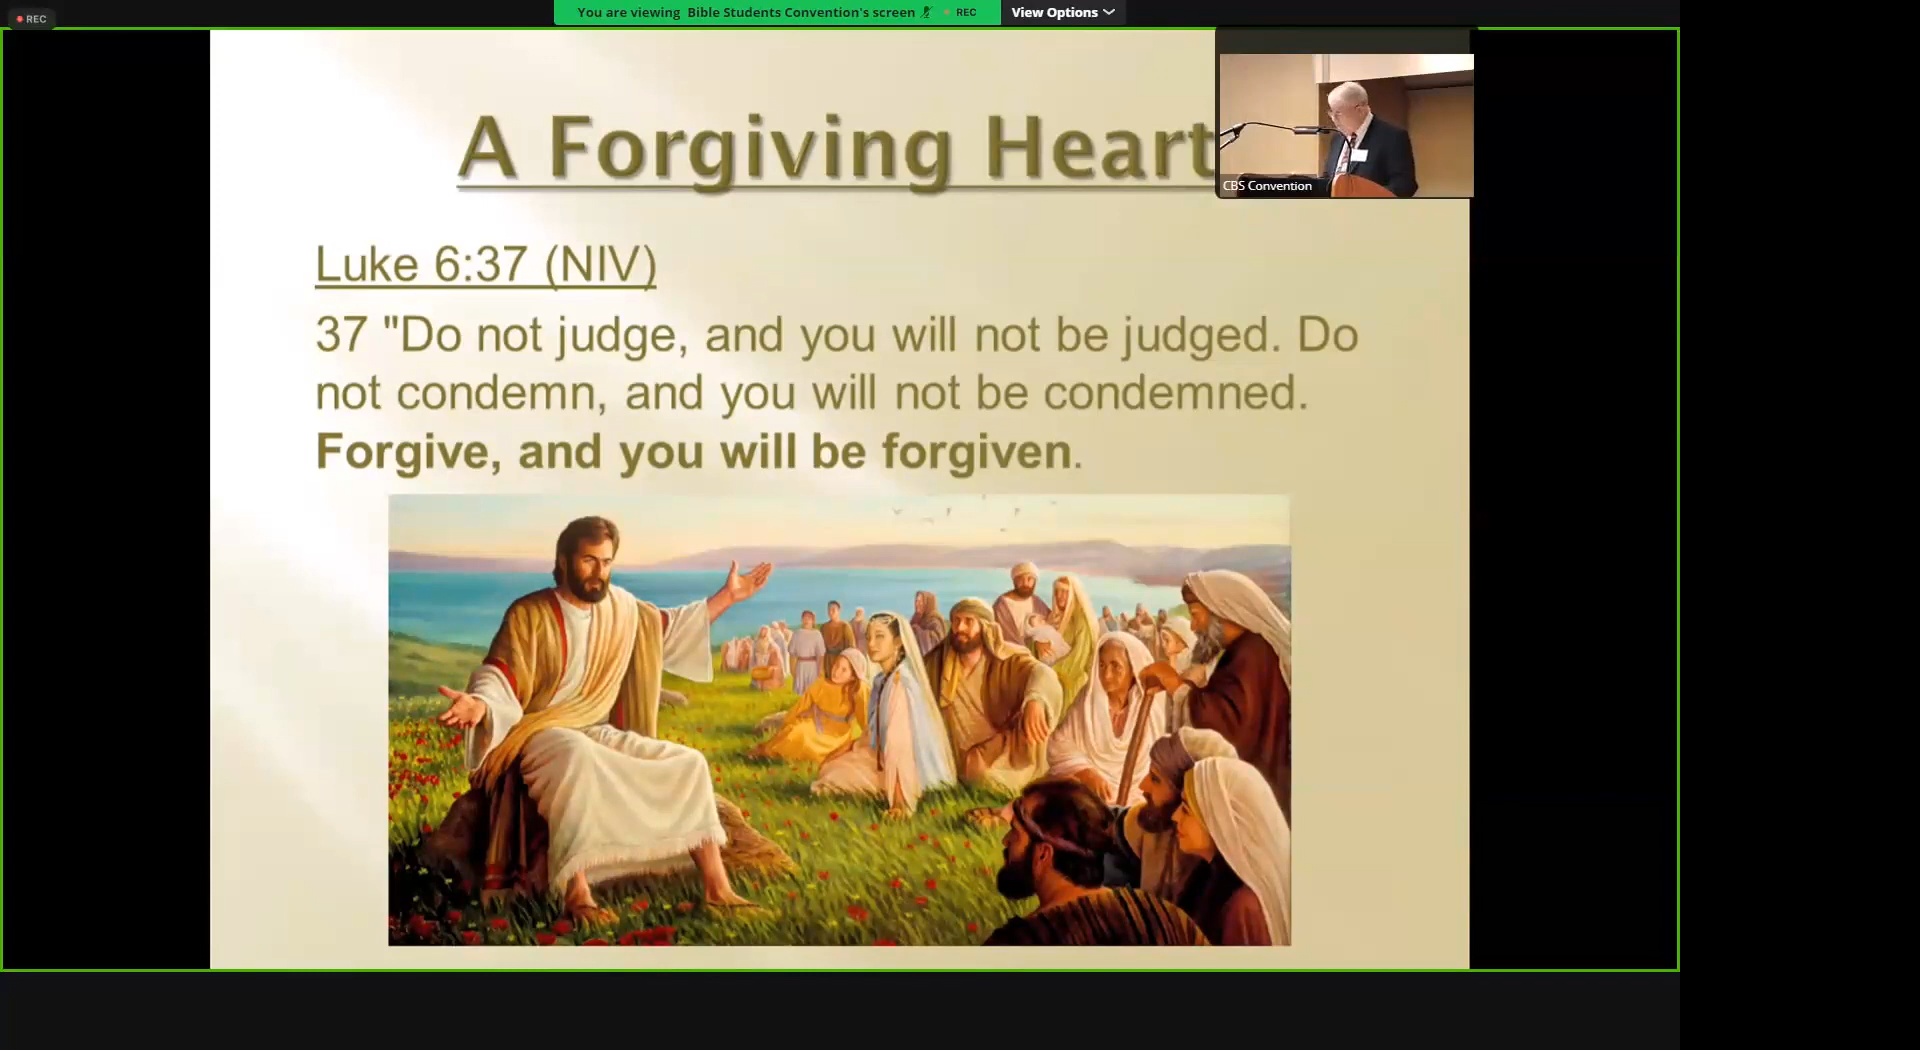 REC
You are viewing Bible Students Convention's screen REC View Options
A Forgiving Heart
CBS Convention
Luke 6:37 (NIV)
37 "Do not judge, and you will not be judged. Do
not condemn, and you will not be condemned.
Forgive, and you will be forgiven.